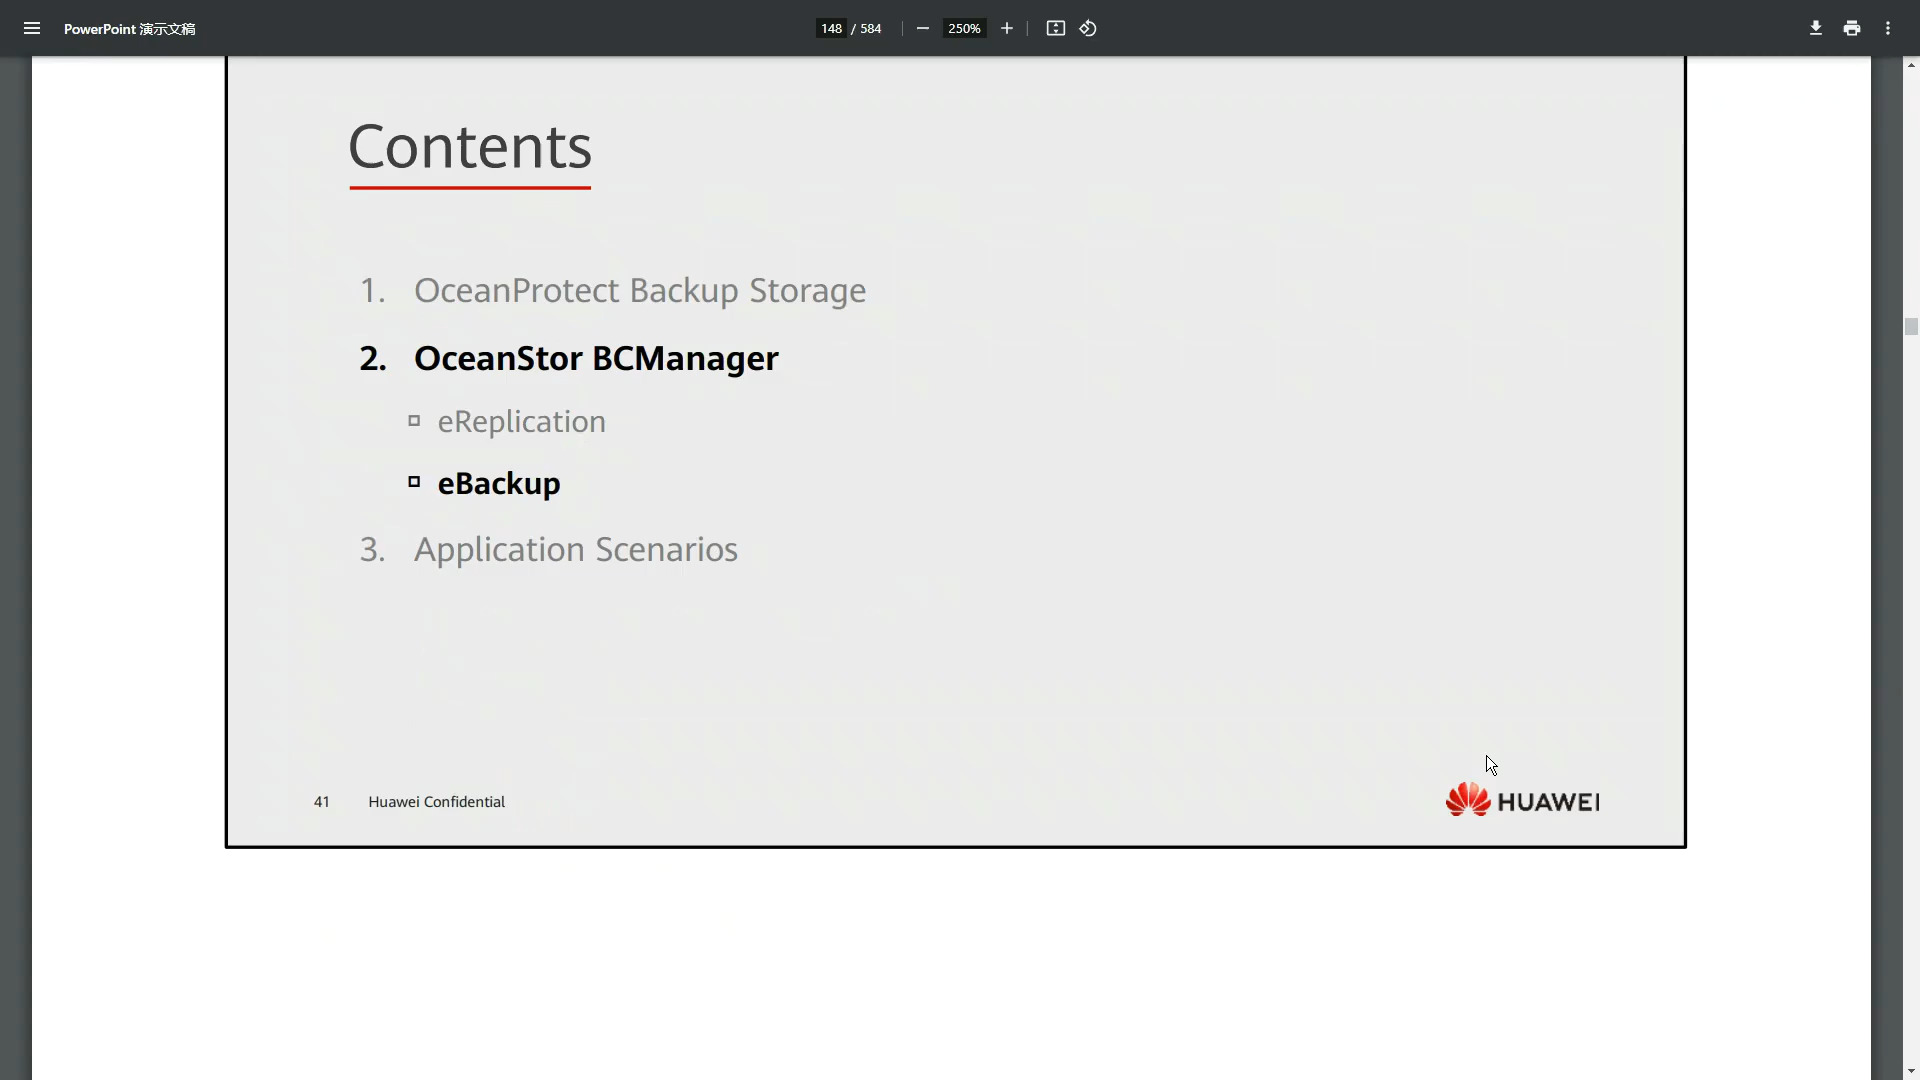 PowerPoint 演示文稿
148 / 584
250%
Contents
1. OceanProtect Backup Storage
2. OceanStor BCManager
eReplication
eBackup
3. Application Scenarios
41 Huawei Confidential
HUAWEI